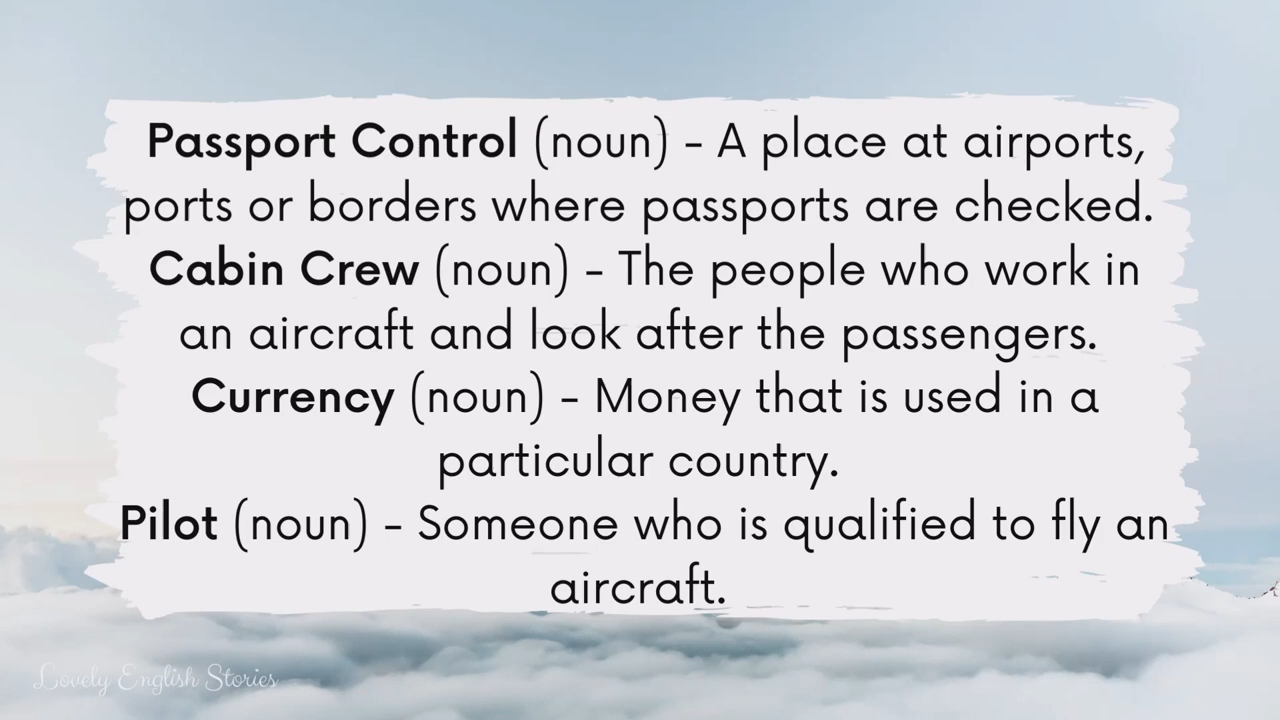 Passport Control (noun) - A place at airports,
ports or borders where passports are checked.
Cabin Crew (noun) - The people who work in
an aircraft and look after the passengers.
Currency (noun) - Money that is used in a
particular country.
Pilot (noun) - Someone who is qualified to fly an
aircraft.
Lovely English Stories